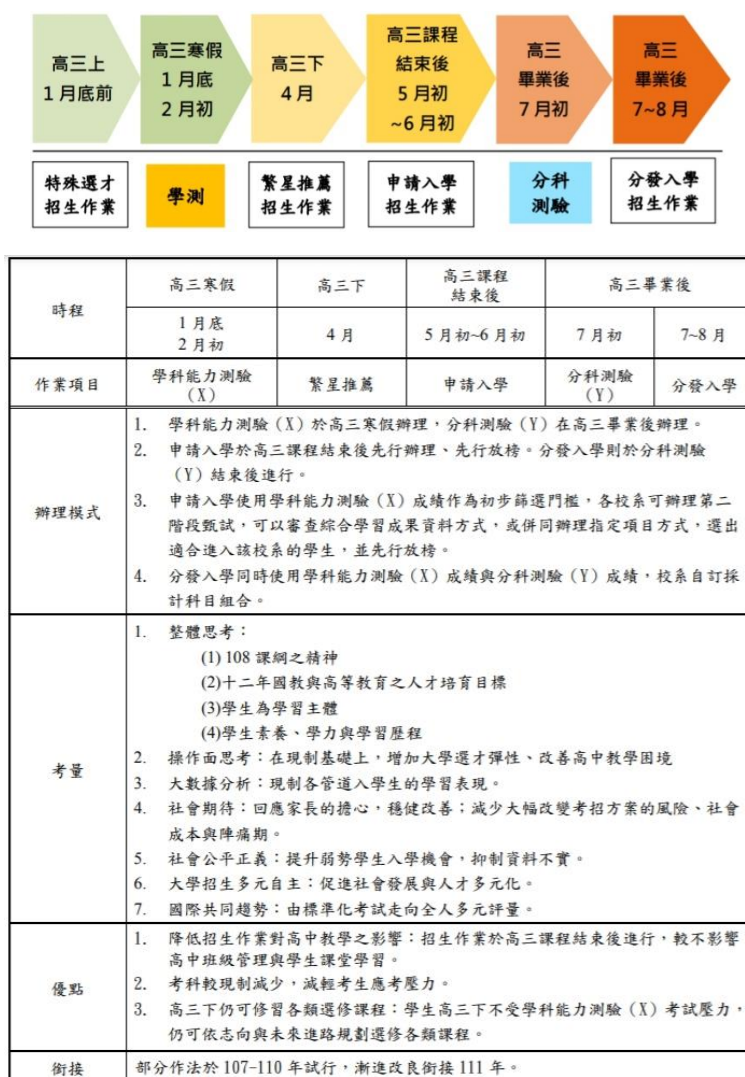 高三上
1月底前
高三寒假
1月底
2月初
高三下
4月
高三課程
結束後
5月初
~6月初
高三
畢業後
7月初
高三
畢業後
7~8月
特殊選才
招生作業
學測
繁星推薦
招生作業
申請入學
招生作業
分科
測驗
分發入學
招生作業
時程
高三寒假
高三下
高三課程
結束後
高三畢業後
1月底
2月初
4月
5月初~6月初
7月初
7~8月
作業項目
學科能力測驗
(X)
繁星推薦
申請入學
分科測驗
(Y)
分發入學
辦理模式
1. 學科能力測驗(X)於高三寒假辦理,分科測驗(Y)在高三畢業後辦理。
2. 申請入學於高三課程結束後先行辦理、先行放榜。分發入學則於分科測驗
(Y)結束後進行。
3. 申請入學使用學科能力測驗(X)成績作為初步篩選門檻,各校系可辦理第二
階段甄試,可以審查綜合學習成果資料方式,或併同辦理指定項目方式,選出
適合進入該校系的學生,並先行放榜。
4. 分發入學同時使用學科能力測驗(X)成績與分科測驗(Y)成績,校系自訂採
計科目組合。
考量
1. 整體思考:
(1) 108 課綱之精神
(2)十二年國教與高等教育之人才培育目標
(3)學生為學習主體
(4)學生素養、學力與學習歷程
2. 操作面思考:在現制基礎上,增加大學選才彈性、改善高中教學困境
3. 大數據分析:現制各管道入學生的學習表現。
4. 社會期待:回應家長的擔心,穩健改善;減少大幅改變考招方案的風險、社會
成本與陣痛期。
5. 社會公平正義:提升弱勢學生入學機會,抑制資料不實。
6. 大學招生多元自主:促進社會發展與人才多元化。
7. 國際共同趨勢:由標準化考試走向全人多元評量。
優點
1. 降低招生作業對高中教學之影響:招生作業於高三課程結束後進行,較不影響
高中班級管理與學生課堂學習。
2. 考科較現制減少,減輕考生應考壓力。
3. 高三下仍可修習各類選修課程:學生高三下不受學科能力測驗(X)考試壓力,
仍可依志向與未來進路規劃選修各類課程。
銜接
部分作法於 107-110 年試行,漸進改良銜接 111 年。